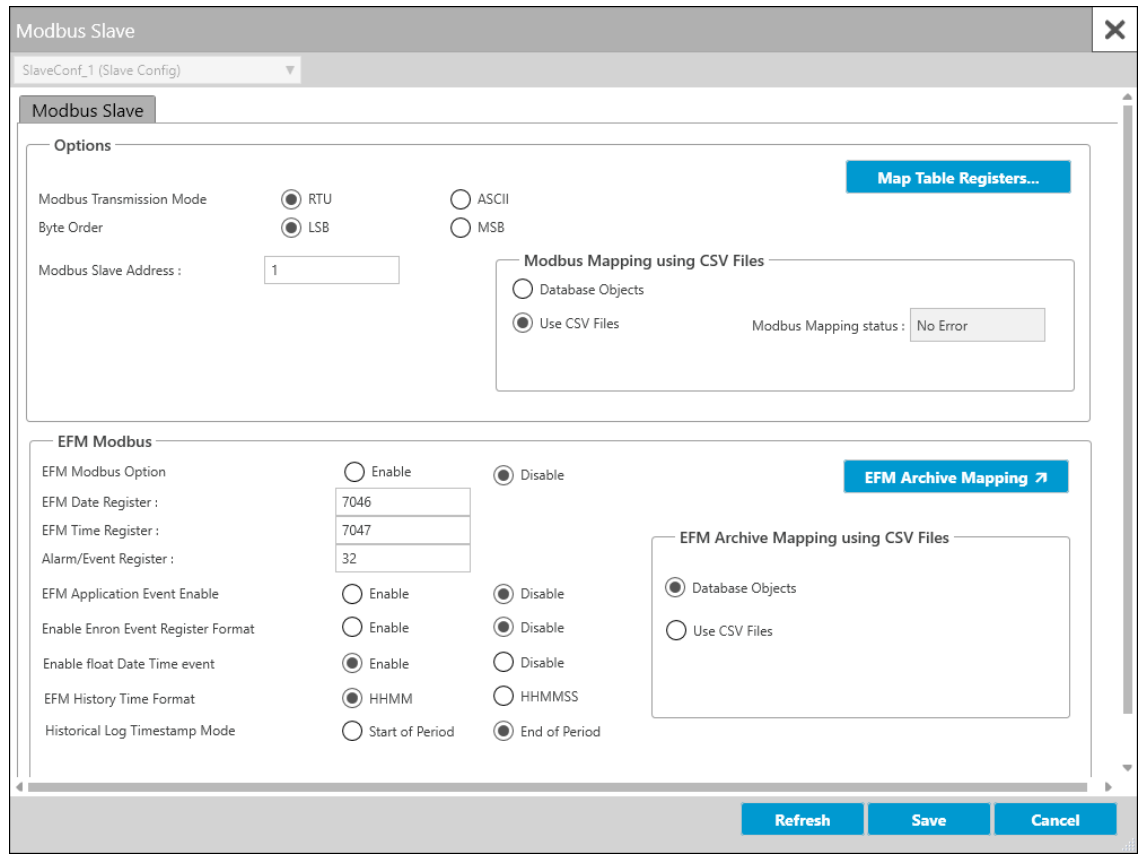 Modbus Slave
SlaveConf_1 (Slave Config)
Modbus Slave
Options
Map Table Registers...
Modbus Transmission Mode RTU ASCII
Byte Order LSB MSB
Modbus Slave Address : 1
Modbus Mapping using CSV Files
Database Objects
Use CSV Files Modbus Mapping status : No Error
EFM Modbus
EFM Modbus Option Enable Disable
EFM Archive Mapping
EFM Date Register : 7046
EFM Time Register : 7047
Alarm/Event Register : 32
EFM Archive Mapping using CSV Files
Database Objects
Use CSV Files
EFM Application Event Enable Enable Disable
Enable Enron Event Register Format Enable Disable
Enable float Date Time event Enable Disable
EFM History Time Format HHMM HHMMSS
Historical Log Timestamp Mode Start of Period End of Period
Refresh Save Cancel